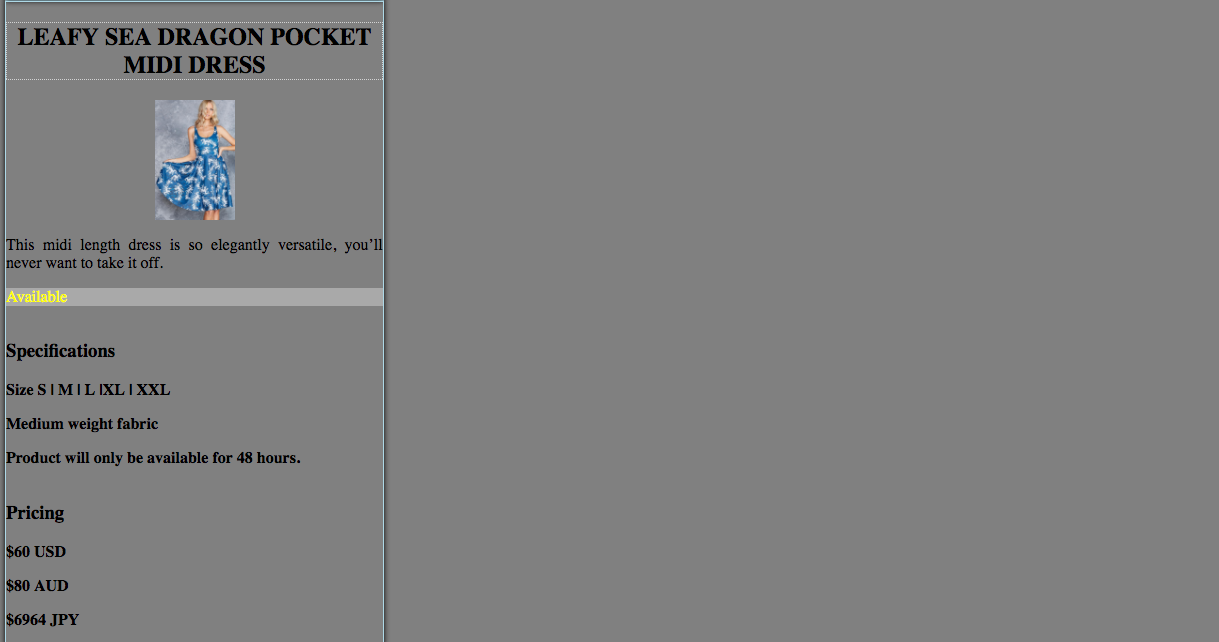 LEAFY SEA DRAGON POCKET
MIDI DRESS
This midi length dress is so elegantly versatile, you’ll
never want to take it off.
Available
Specifications
Size S | M | L |XL | XXL
Medium weight fabric
Product will only be available for 48 hours.
Pricing
$60 USD
$80 AUD
$6964 JPY